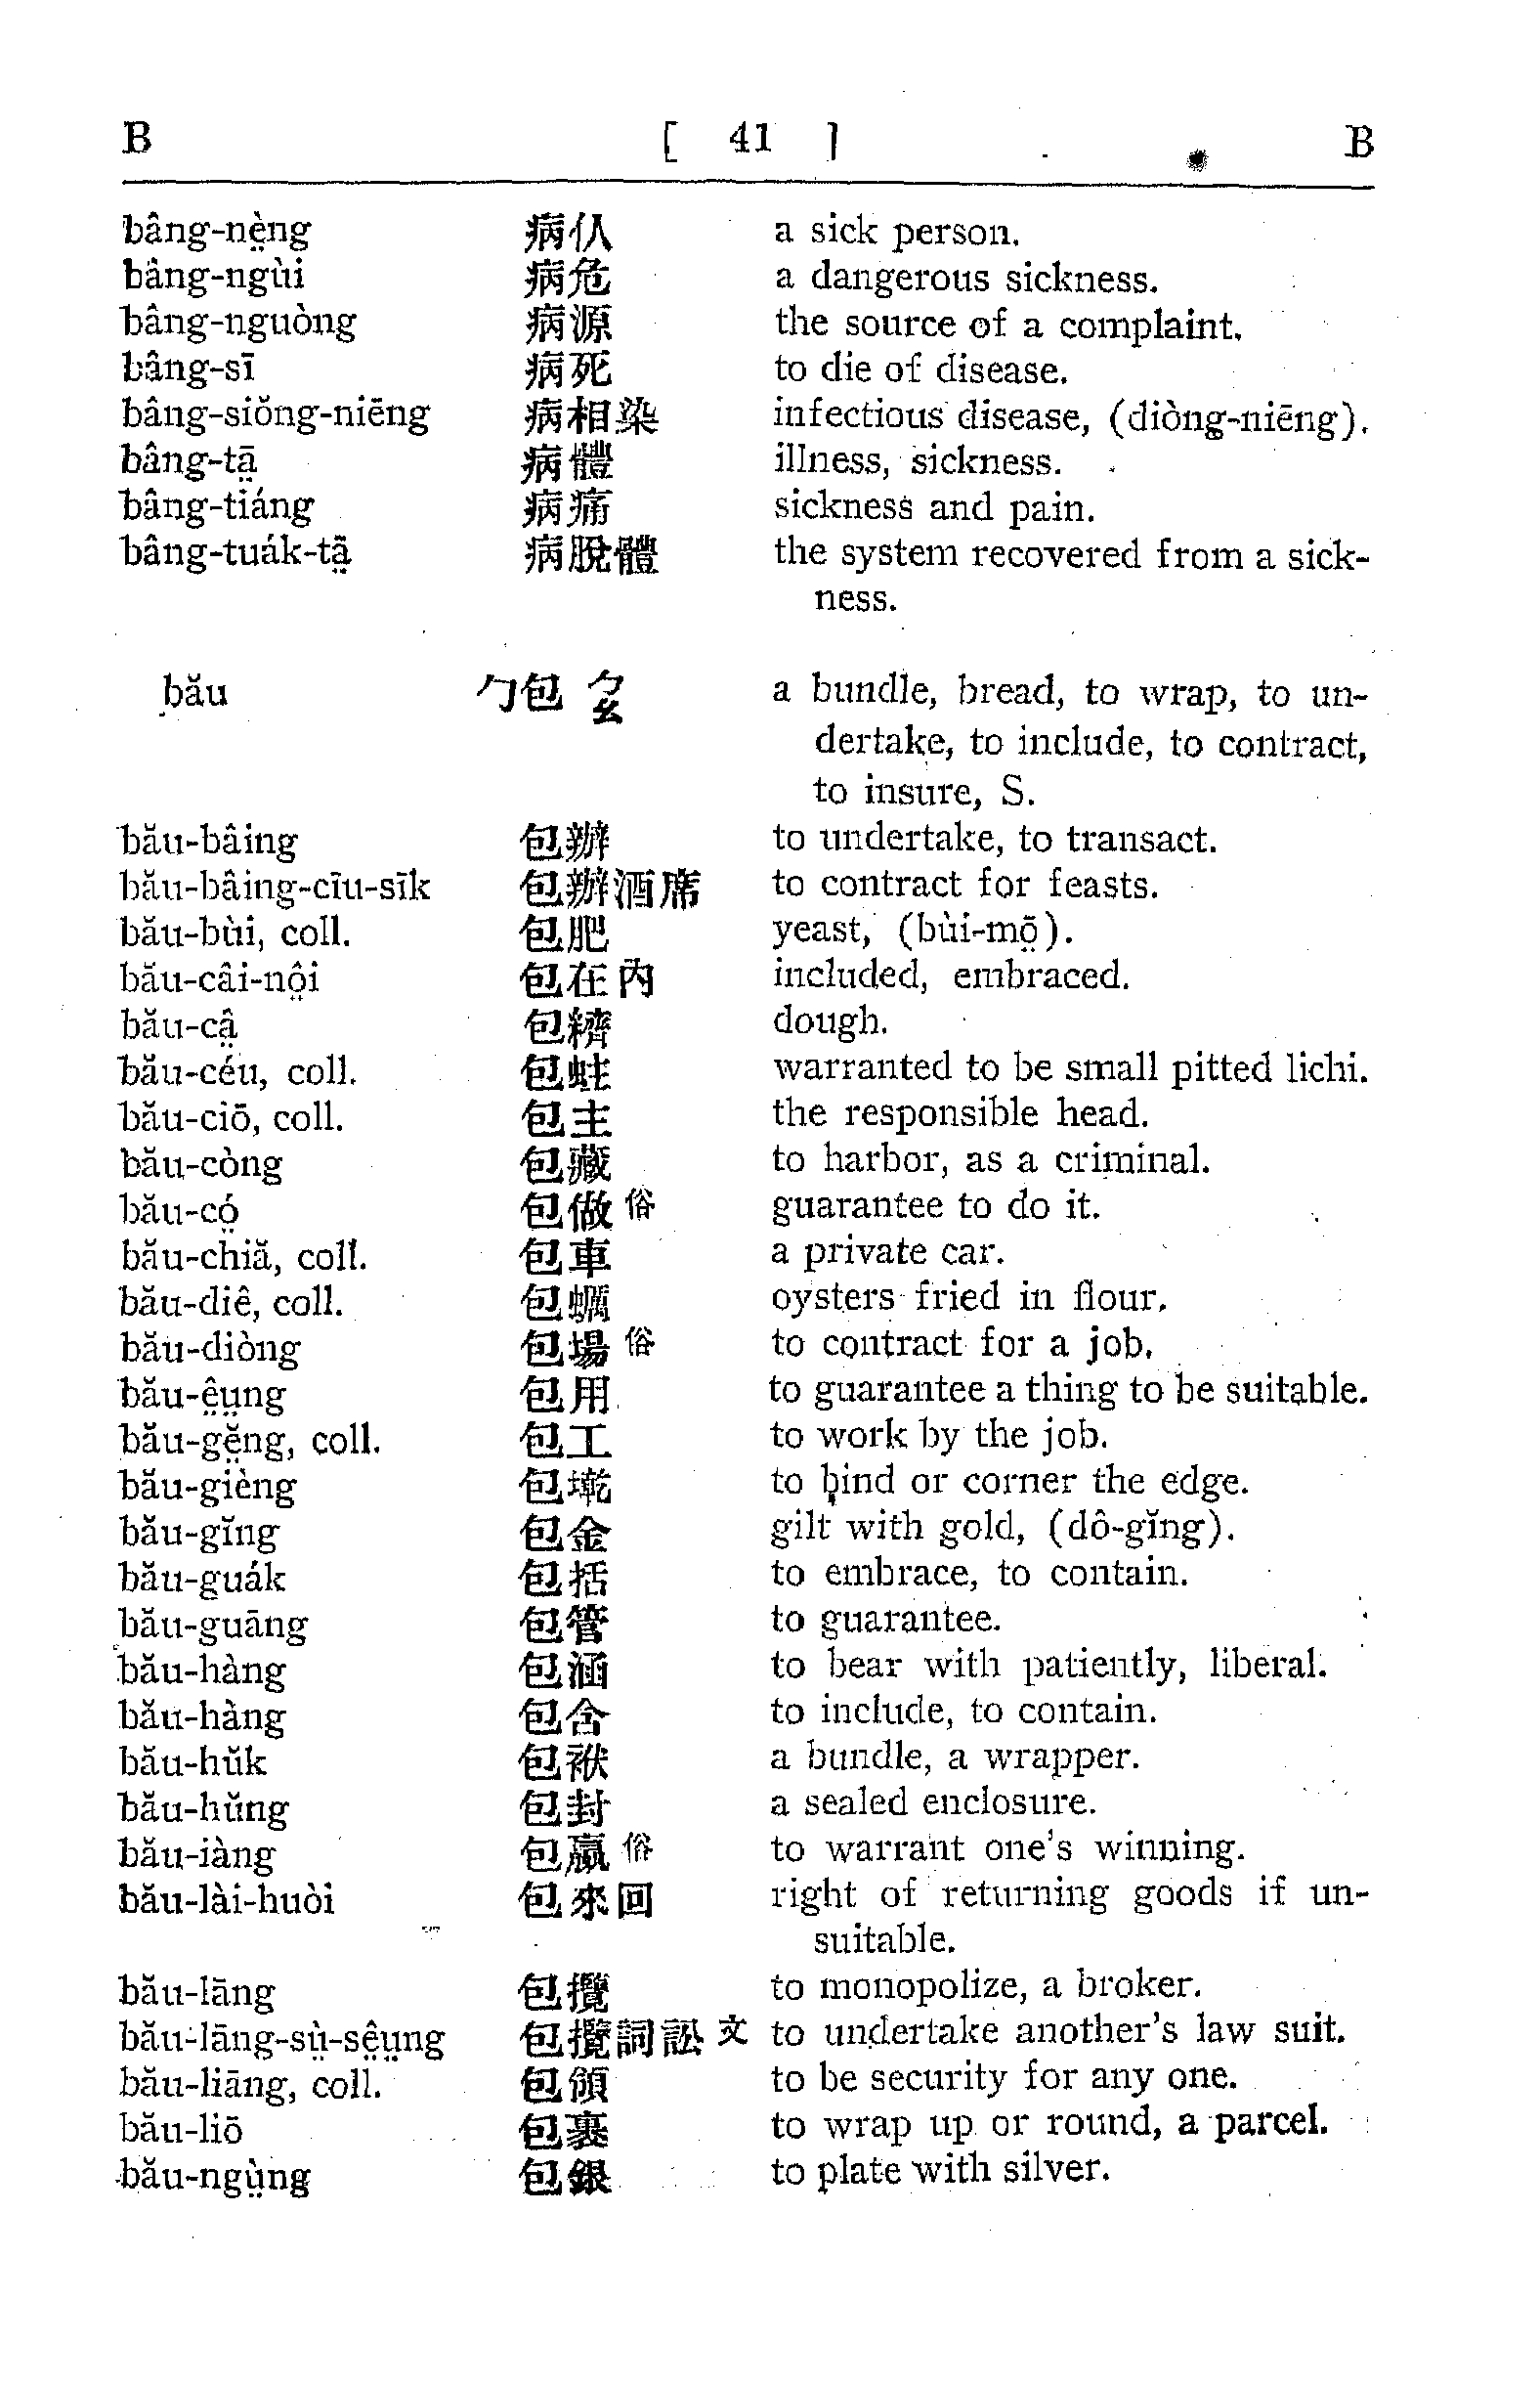 B [ 41 ] B
bâng-nè̤ng 病仈 a sick person.
bâng-ngùi 病危 a dangerous sickness.
bâng-nguòng 病源 the source of a complaint.
bâng-sī 病死 to die of disease.
bâng-siŏng-niēng 病相染 infectious disease, (diòng-niēng).
bâng-tā̤ 病體 illness, sickness.
bâng-tiáng 病痛 sickness and pain.
bâng-tuák-tā̤ 病脫體 the system recovered from a sick-
ness.
bău 勹包 ㄅㄠ a bundle, bread, to wrap, to un-
dertake, to include, to contract,
to insure, S.
bău-bâing 包辦 to undertake, to transact.
bău-bâing-cīu-sīk 包辦酒席 to contract for feasts.
bău-bùi, coll. 包肥 yeast, (bùi-mō̤).
bău-câi-nô̤i 包在內 included, embraced.
bău-câ̤ 包穧 dough.
bău-céu, coll. 包蛀 warranted to be small pitted lichi.
bău-ciō, coll. 包主 the responsible head.
bău-còng 包藏 to harbor, as a criminal.
bău-có̤ 包做俗 guarantee to do it.
bău-chiă, coll. 包車 a private car.
bău-diê, coll. 包蠣 oysters fried in flour.
bău-diòng 包場俗 to contract for a job.
bău-ê̤ṳng 包用 to guarantee a thing to be suitable.
bău-gĕ̤ng, coll. 包工 to work by the job.
bău-gièng 包墘 to bind or corner the edge.
bău-gĭng 包金 gilt with gold, (dô-gĭng).
bău-guák 包括 to embrace, to contain.
bău-guāng 包管 to guarantee.
bău-hàng 包涵 to bear with patiently, liberal.
bău-hàng 包含 to include, to contain.
bău-hŭk 包袱 a bundle, a wrapper.
bău-hŭng 包封 a sealed enclosure.
bău-iàng 包贏俗 to warrant one's winning.
bău-lài-huòi 包來回 right of returning goods if un-
suitable.
bău-lāng 包攬 to monopolize, a broker.
bău-lāng-sṳ̀-sê̤ṳng 包攬詞訟文 to undertake another's law suit.
bău-liāng, coll. 包領 to be security for any one.
bău-liō 包裹 to wrap up or round, a parcel.
bău-ngṳ̀ng 包銀 to plate with silver.